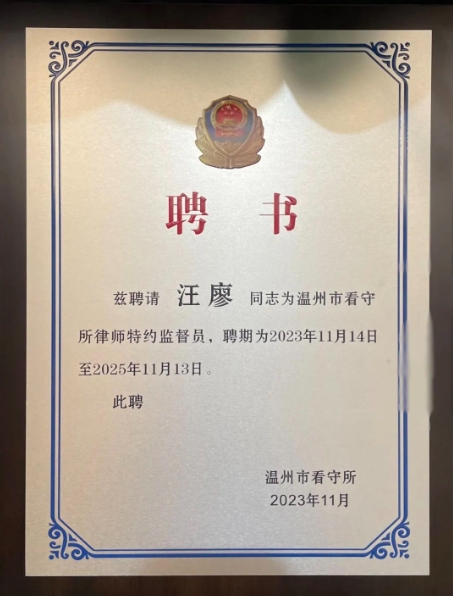 聘 书
兹聘请 汪廖 同志为温州市看守
所律师特约监督员，聘期为2023年11月14日
至2025年11月13日。
此聘
温州市看守所
2023年11月